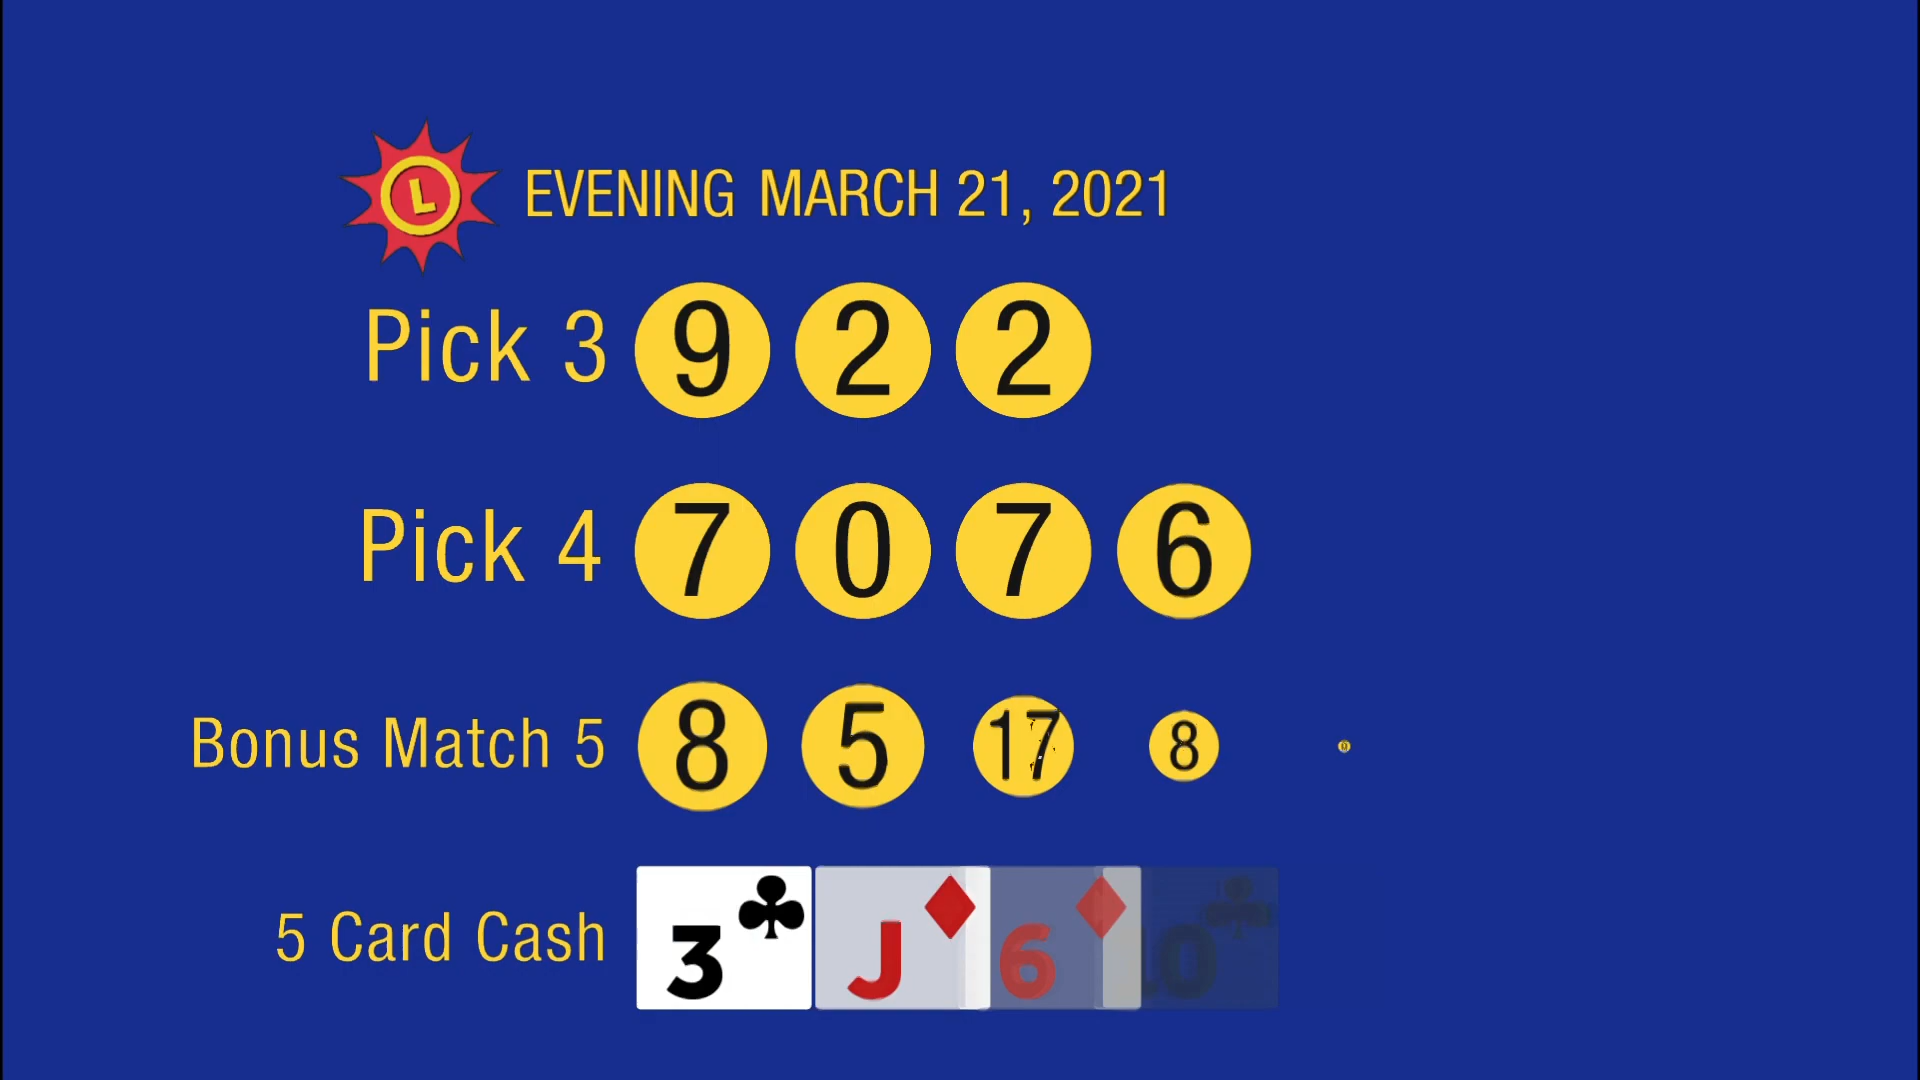 L EVENING MARCH 21, 2021
Pick 3 9 2 2
Pick 4 7 0 7 6
Bonus Match 5 8 5 17 8
5 Card Cash 3 J 6 10